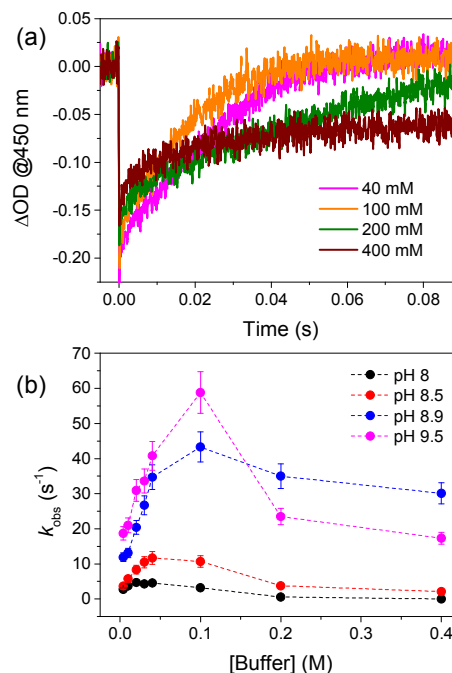 (a)
0.05
0.00
-0.05
-0.10
-0.15
-0.20
ΔOD @450 nm
40 mM
100 mM
200 mM
400 mM
0.00 0.02 0.04 0.06 0.08
Time (s)
(b)
70
60
50
40
30
20
10
0
kobs (s-1)
pH 8
pH 8.5
pH 8.9
pH 9.5
0.0 0.1 0.2 0.3 0.4
[Buffer] (M)